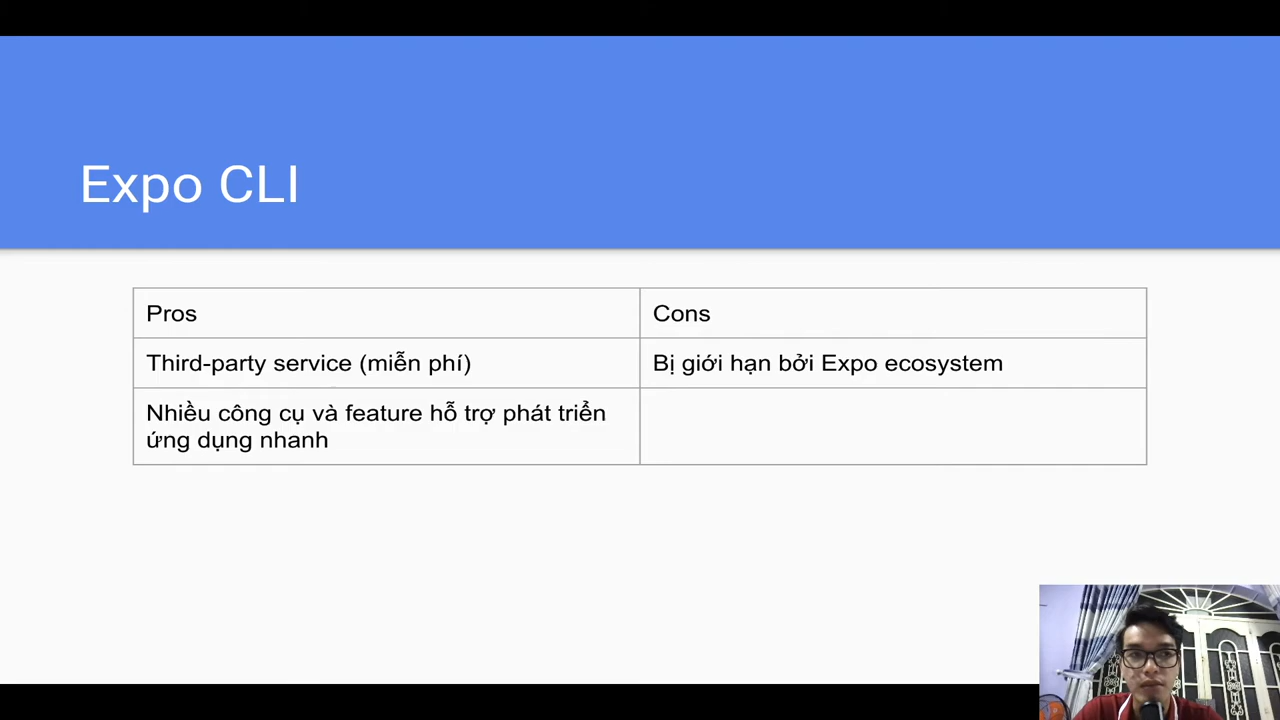 Expo CLI
Pros
Cons
Third-party service (miễn phí)
Bị giới hạn bởi Expo ecosystem
Nhiều công cụ và feature hỗ trợ phát triển
ứng dụng nhanh